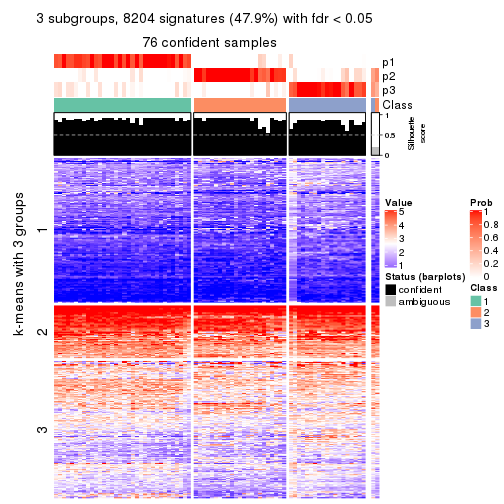 3 subgroups, 8204 signatures (47.9%) with fdr < 0.05
76 confident samples
p1
p2
p3
Class
1
0.5
0
Silhouette
score
k-means with 3 groups
1
2
3
Value
5
4
3
2
1
Status (barplots)
confident
ambiguous
Prob
1
0.8
0.6
0.4
0.2
0
Class
1
2
3